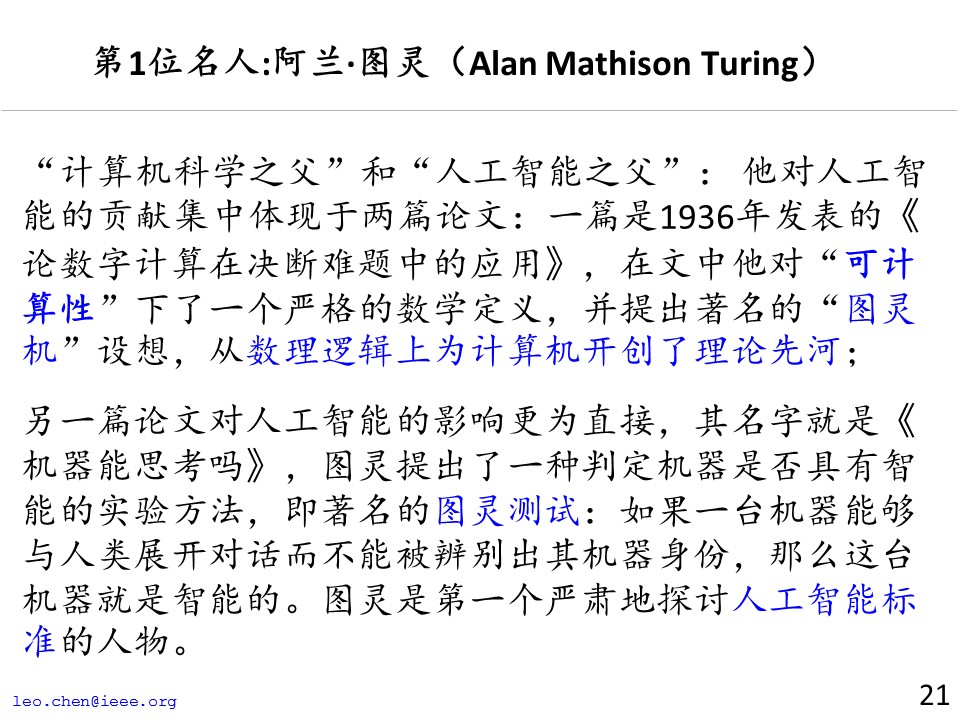 第1位名人:阿兰·图灵（Alan Mathison Turing）
“计算机科学之父”和“人工智能之父”： 他对人工智
能的贡献集中体现于两篇论文：一篇是1936年发表的《
论数字计算在决断难题中的应用》，在文中他对“可计
算性”下了一个严格的数学定义，并提出著名的“图灵
机”设想，从数理逻辑上为计算机开创了理论先河；
另一篇论文对人工智能的影响更为直接，其名字就是《
机器能思考吗》，图灵提出了一种判定机器是否具有智
能的实验方法，即著名的图灵测试：如果一台机器能够
与人类展开对话而不能被辨别出其机器身份，那么这台
机器就是智能的。图灵是第一个严肃地探讨人工智能标
准的人物。
leo.chen@ieee.org
21